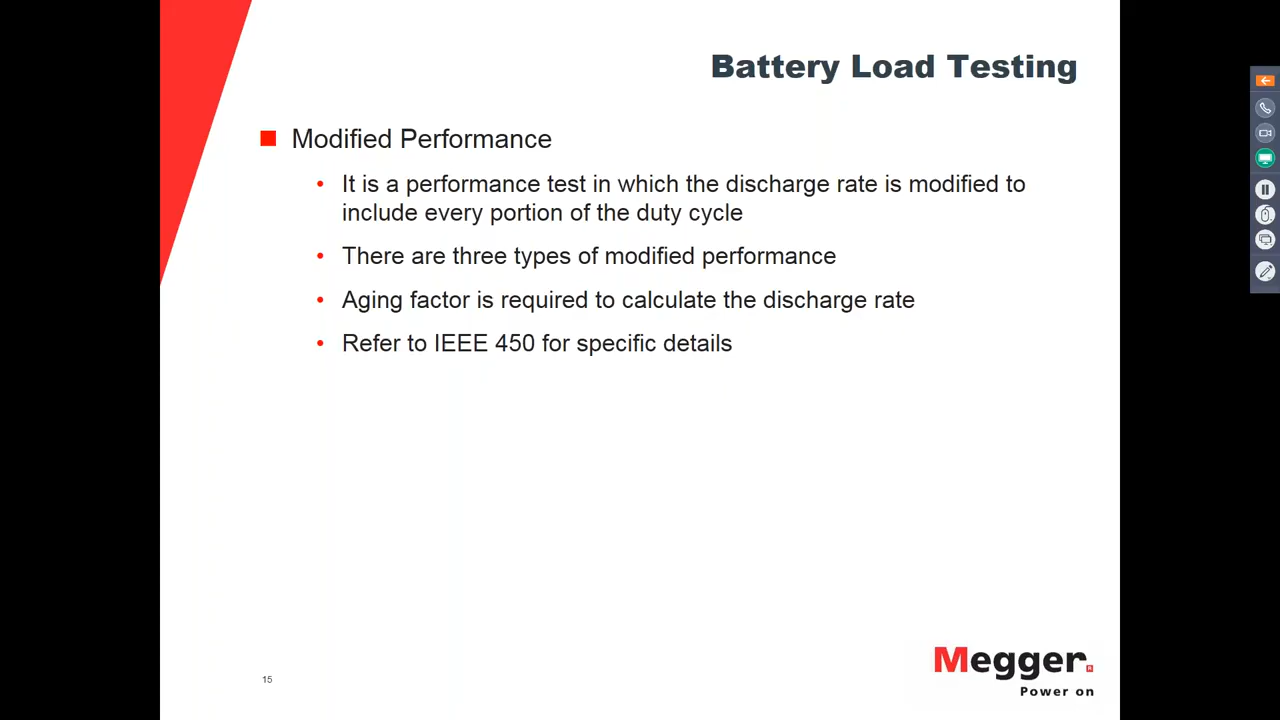 Battery Load Testing
Modified Performance
• It is a performance test in which the discharge rate is modified to
include every portion of the duty cycle
• There are three types of modified performance
• Aging factor is required to calculate the discharge rate
• Refer to IEEE 450 for specific details
Megger
Power on
15